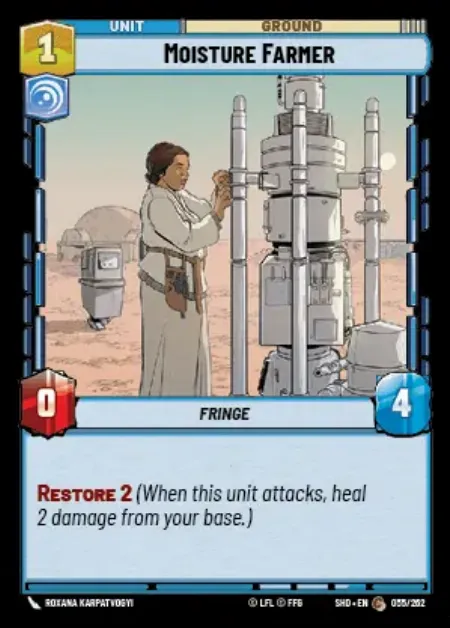 UNIT GROUND
1
MOISTURE FARMER
0
FRINGE
4
RESTORE 2 (When this unit attacks, heal
2 damage from your base.)
ROXANA KARPATVOGYI © LFL © FFG SHD • EN 055/262